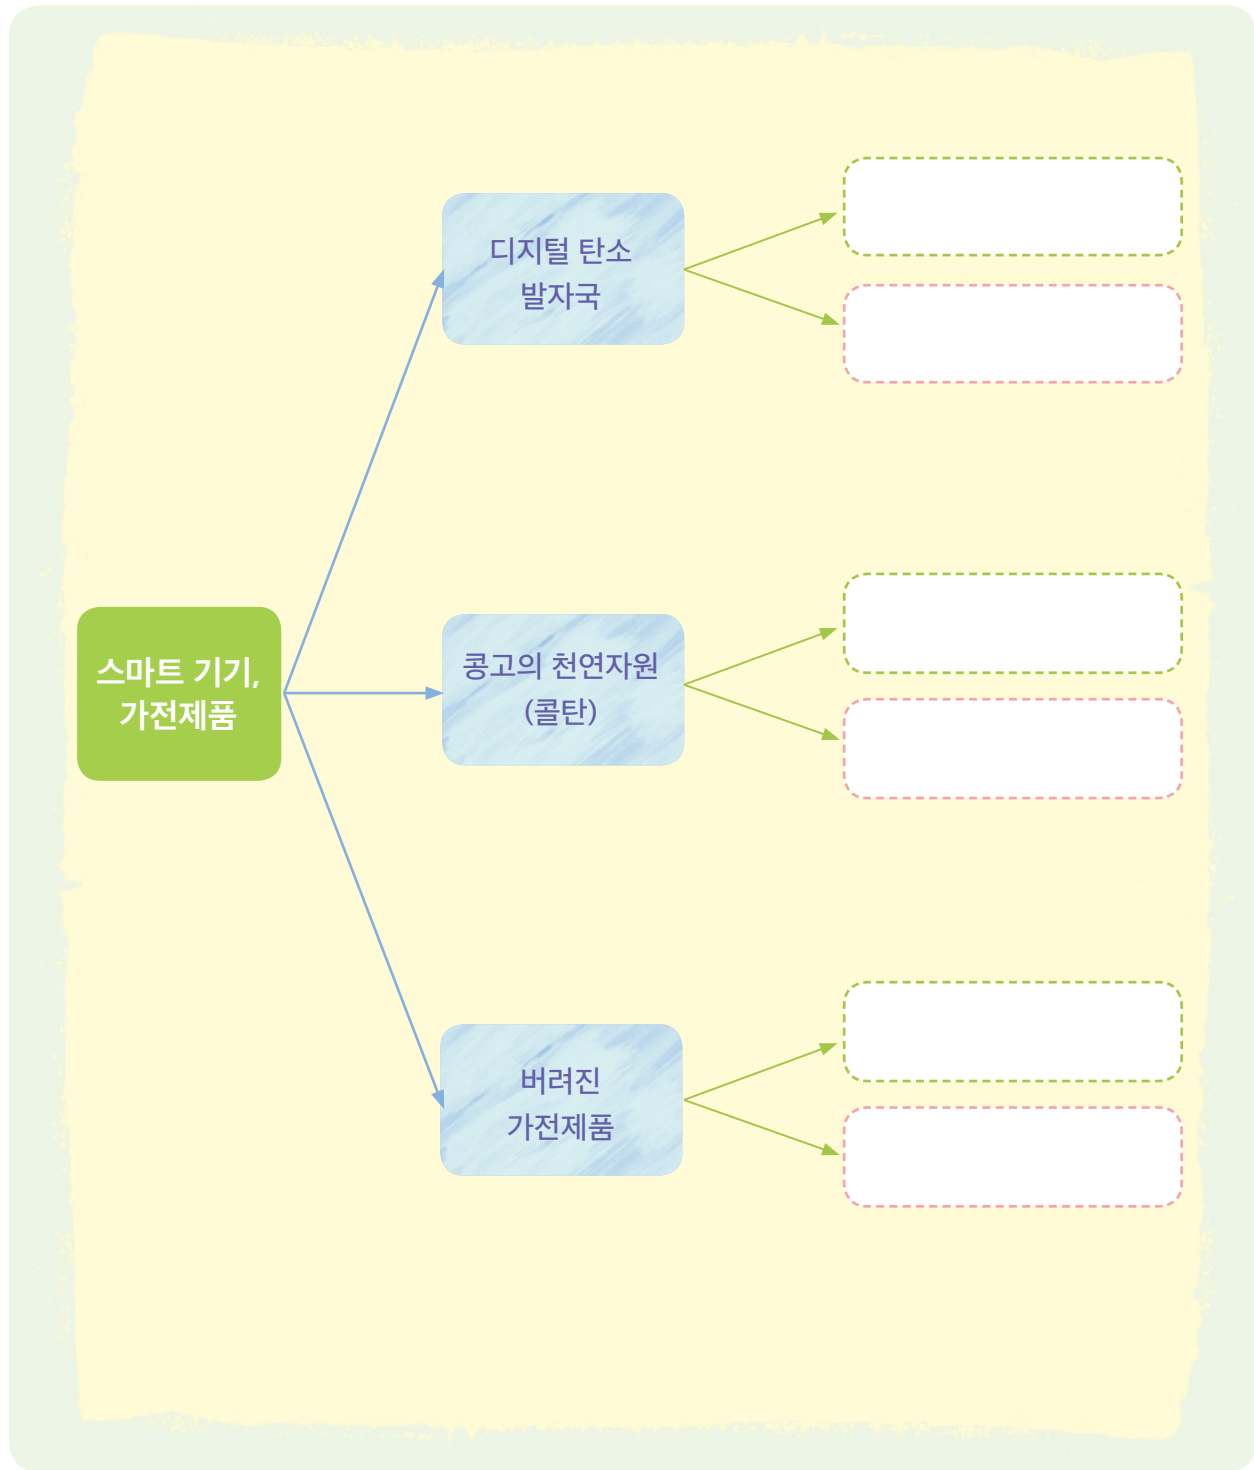 디지털 탄소
발자국
스마트 기기,
가전제품
콩고의 천연자원
(콜탄)
버려진
가전제품